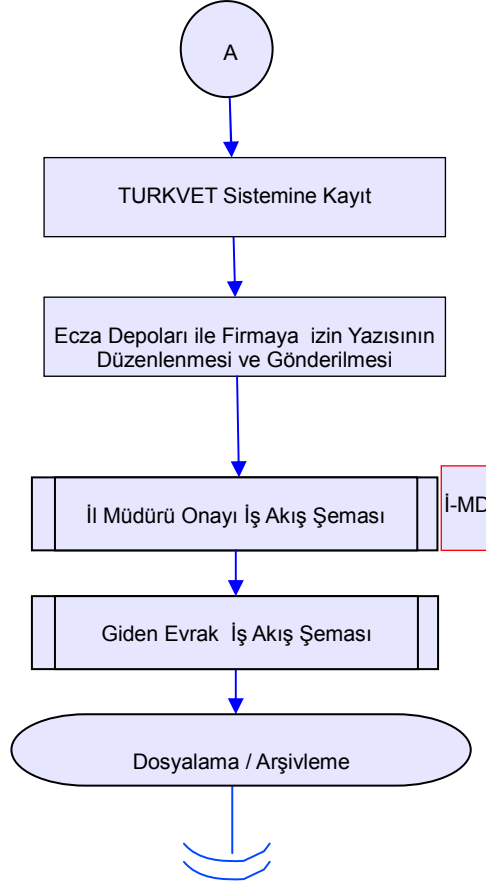 A
TURKVET Sistemine Kayıt
Ecza Depoları ile Firmaya izin Yazısının
Düzenlenmesi ve Gönderilmesi
İl Müdürü Onayı İş Akış Şeması
İ-MD
Giden Evrak İş Akış Şeması
Dosyalama / Arşivleme